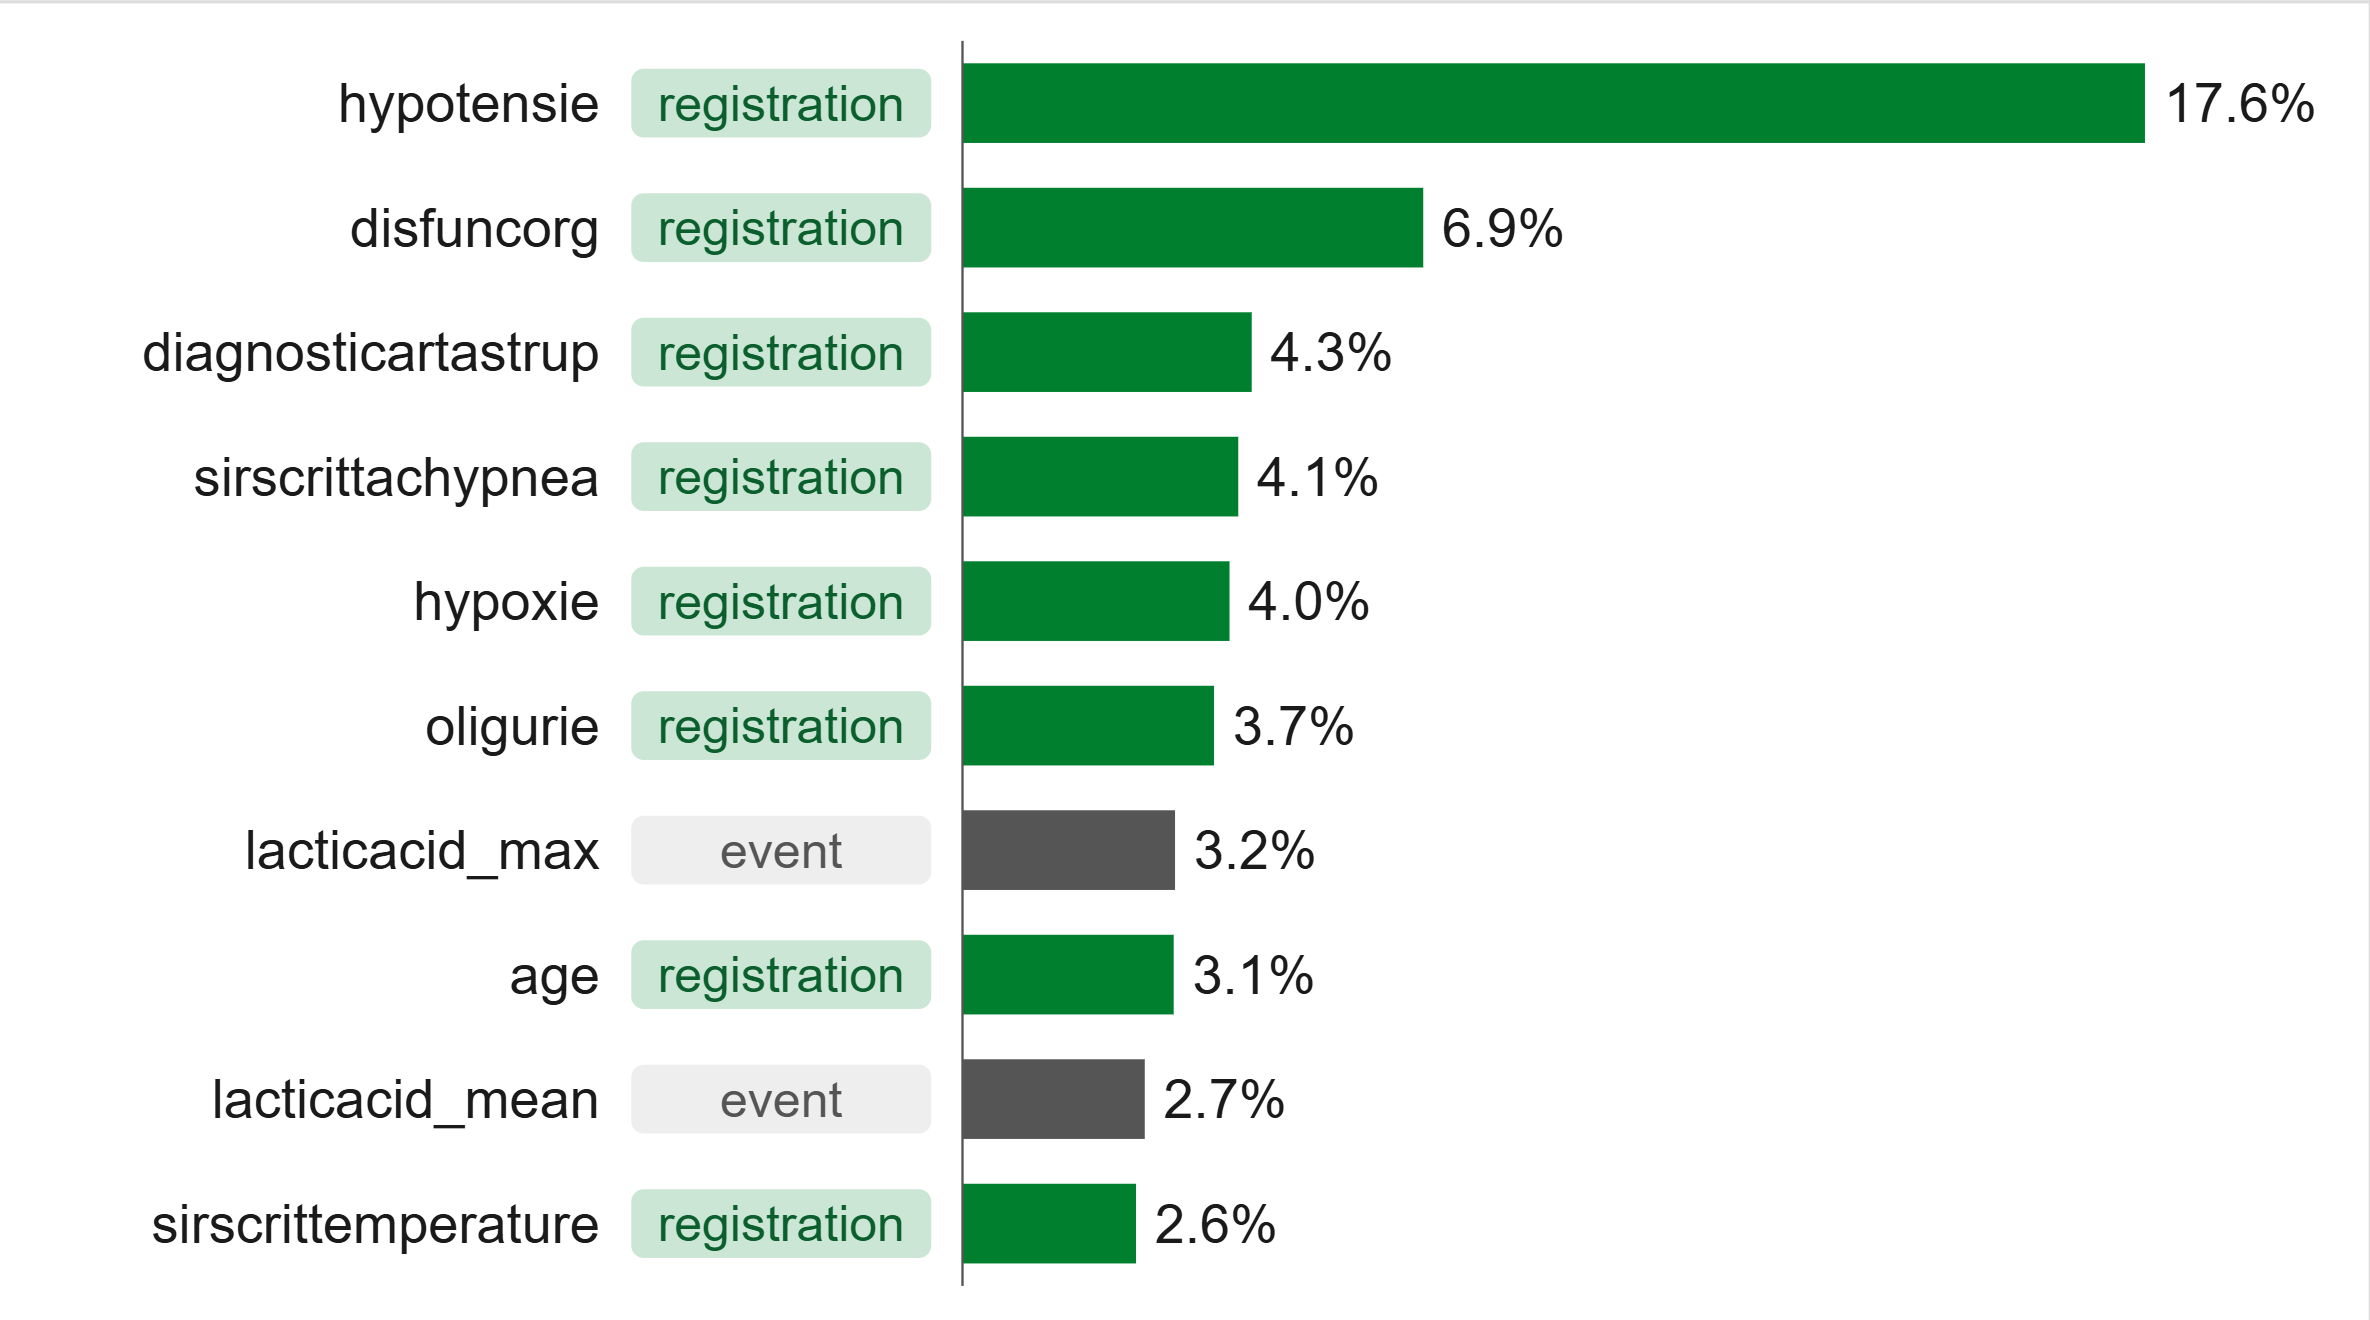 hypotensie registration 17.6%
disfuncorg registration 6.9%
diagnosticartastrup registration 4.3%
sirscrittachypnea registration 4.1%
hypoxie registration 4.0%
oligurie registration 3.7%
lacticacid_max event 3.2%
age registration 3.1%
lacticacid_mean event 2.7%
sirscrittemperature registration 2.6%